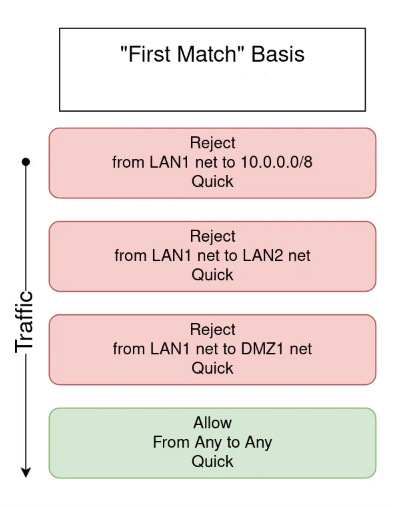 "First Match" Basis
Reject
from LAN1 net to 10.0.0.0/8
Quick
Reject
from LAN1 net to LAN2 net
Quick
Reject
from LAN1 net to DMZ1 net
Quick
Allow
From Any to Any
Quick
Traffic